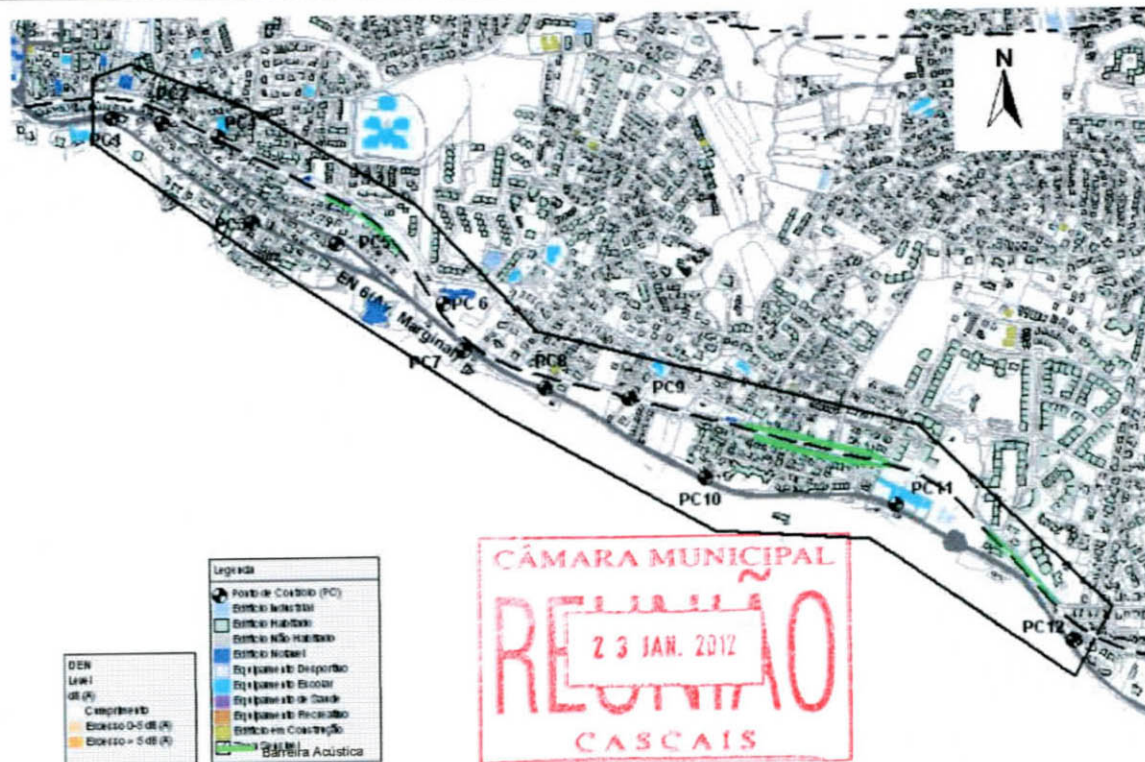 N
PC4
PC5
PC 6
EN 6(Av. Marginal)
PC7
PC8
PC9
PC10
PC11
PC12
Legenda
Ponto de Controlo (PC)
Edifício Industrial
Edifício Habitado
Edifício Não Habitado
Edifício Notável
Equipamento Desportivo
Equipamento Escolar
Equipamento de Saude
Equipamento Recreativo
Edifício em Construção
Barreira Acústica
DEN
Level
dB (A)
Cumprimento
Excesso 0-5 dB (A)
Excesso > 5 dB (A)
CÂMARA MUNICIPAL
REUNIÃO
23 JAN. 2012
CASCAIS